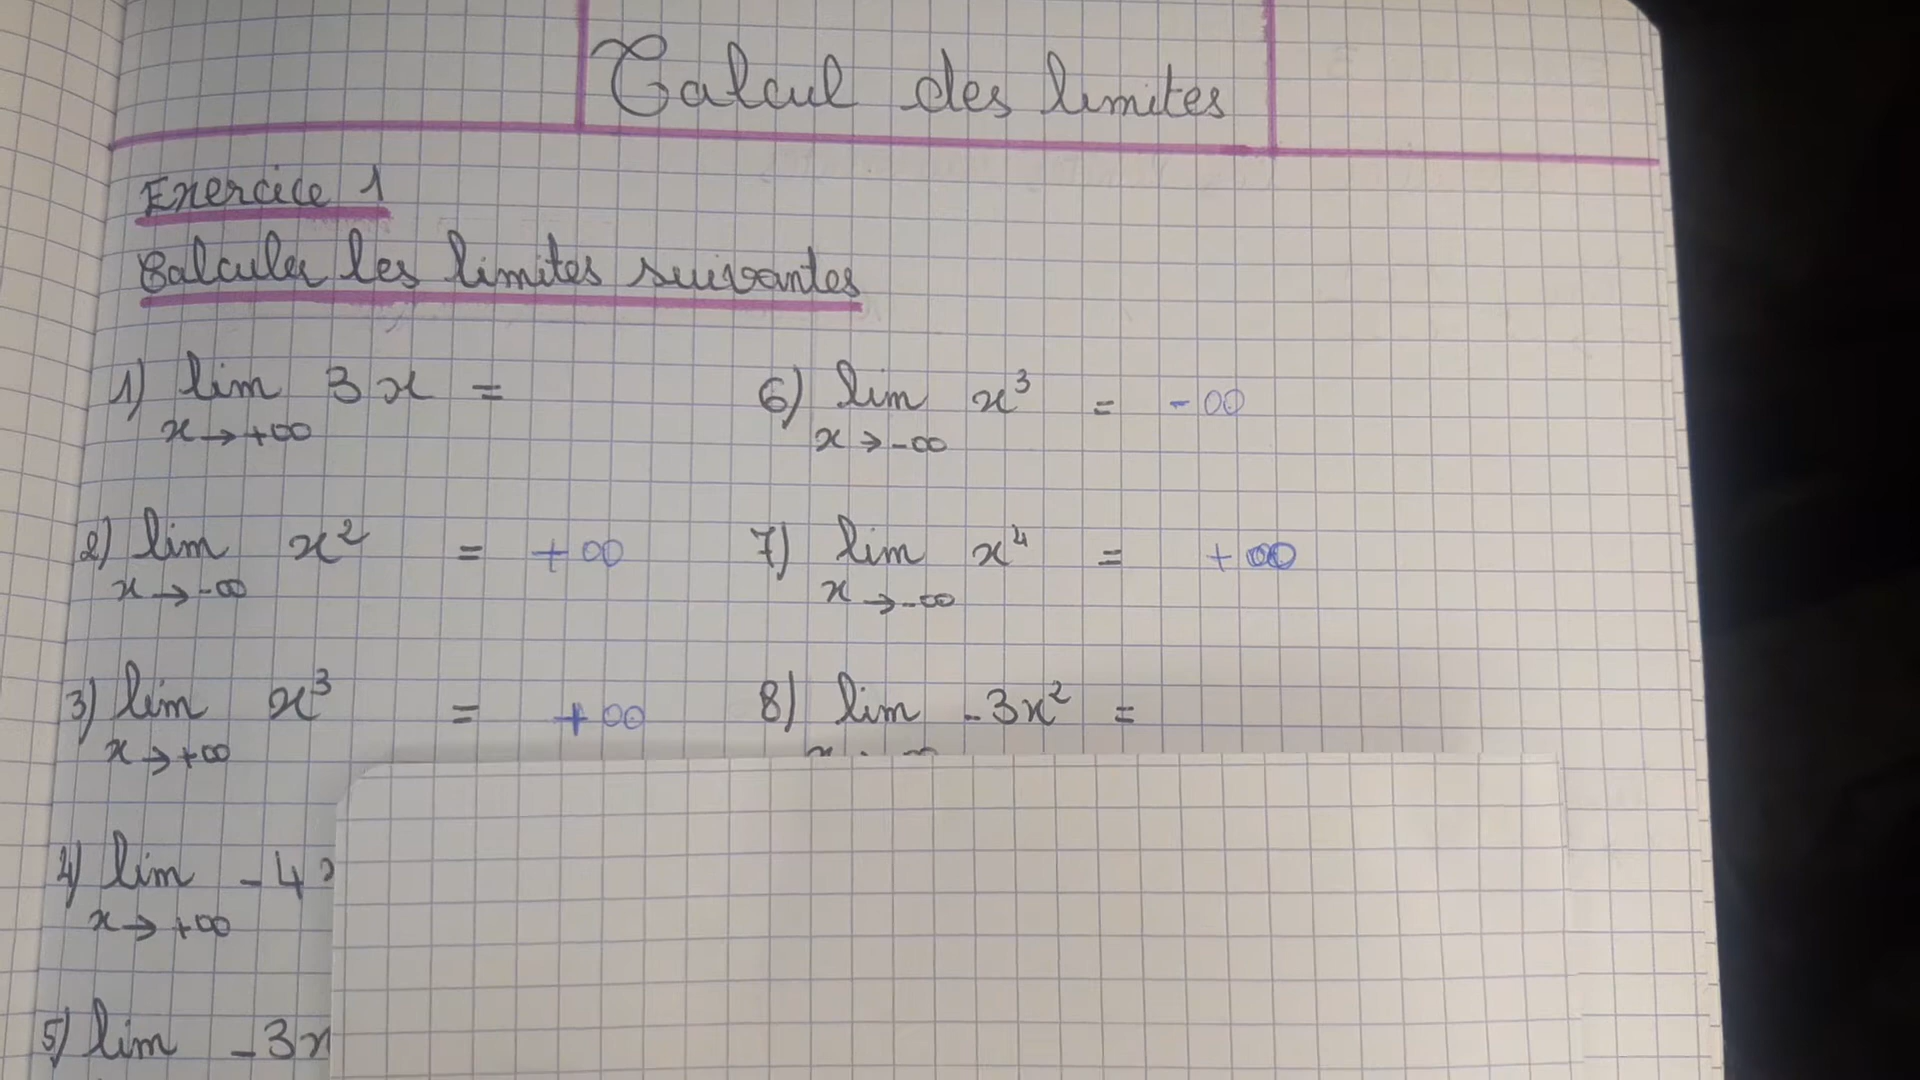 Calcul des limites
Exercice 1
Calculer les limites suivantes
1) lim 3x =
x→+∞
2) lim x² = +∞
x→-∞
3) lim x³ = +∞
x→+∞
4) lim -4
x→+∞
5) lim -3x
6) lim x³ = -∞
x→-∞
7) lim x⁴ = +∞
x→-∞
8) lim -3x² =